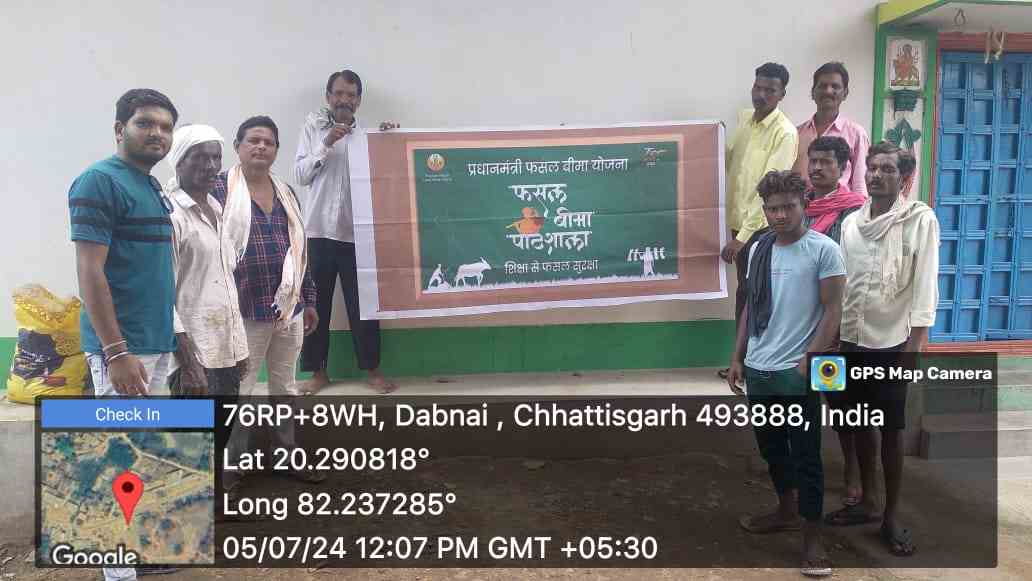 प्रधानमंत्री फसल बीमा योजना
फसल
बीमा
पाठशाला
शिक्षा से फसल सुरक्षा
GPS Map Camera
Check In
76RP+8WH, Dabnai , Chhattisgarh 493888, India
Lat 20.290818°
Long 82.237285°
05/07/24 12:07 PM GMT +05:30
Google